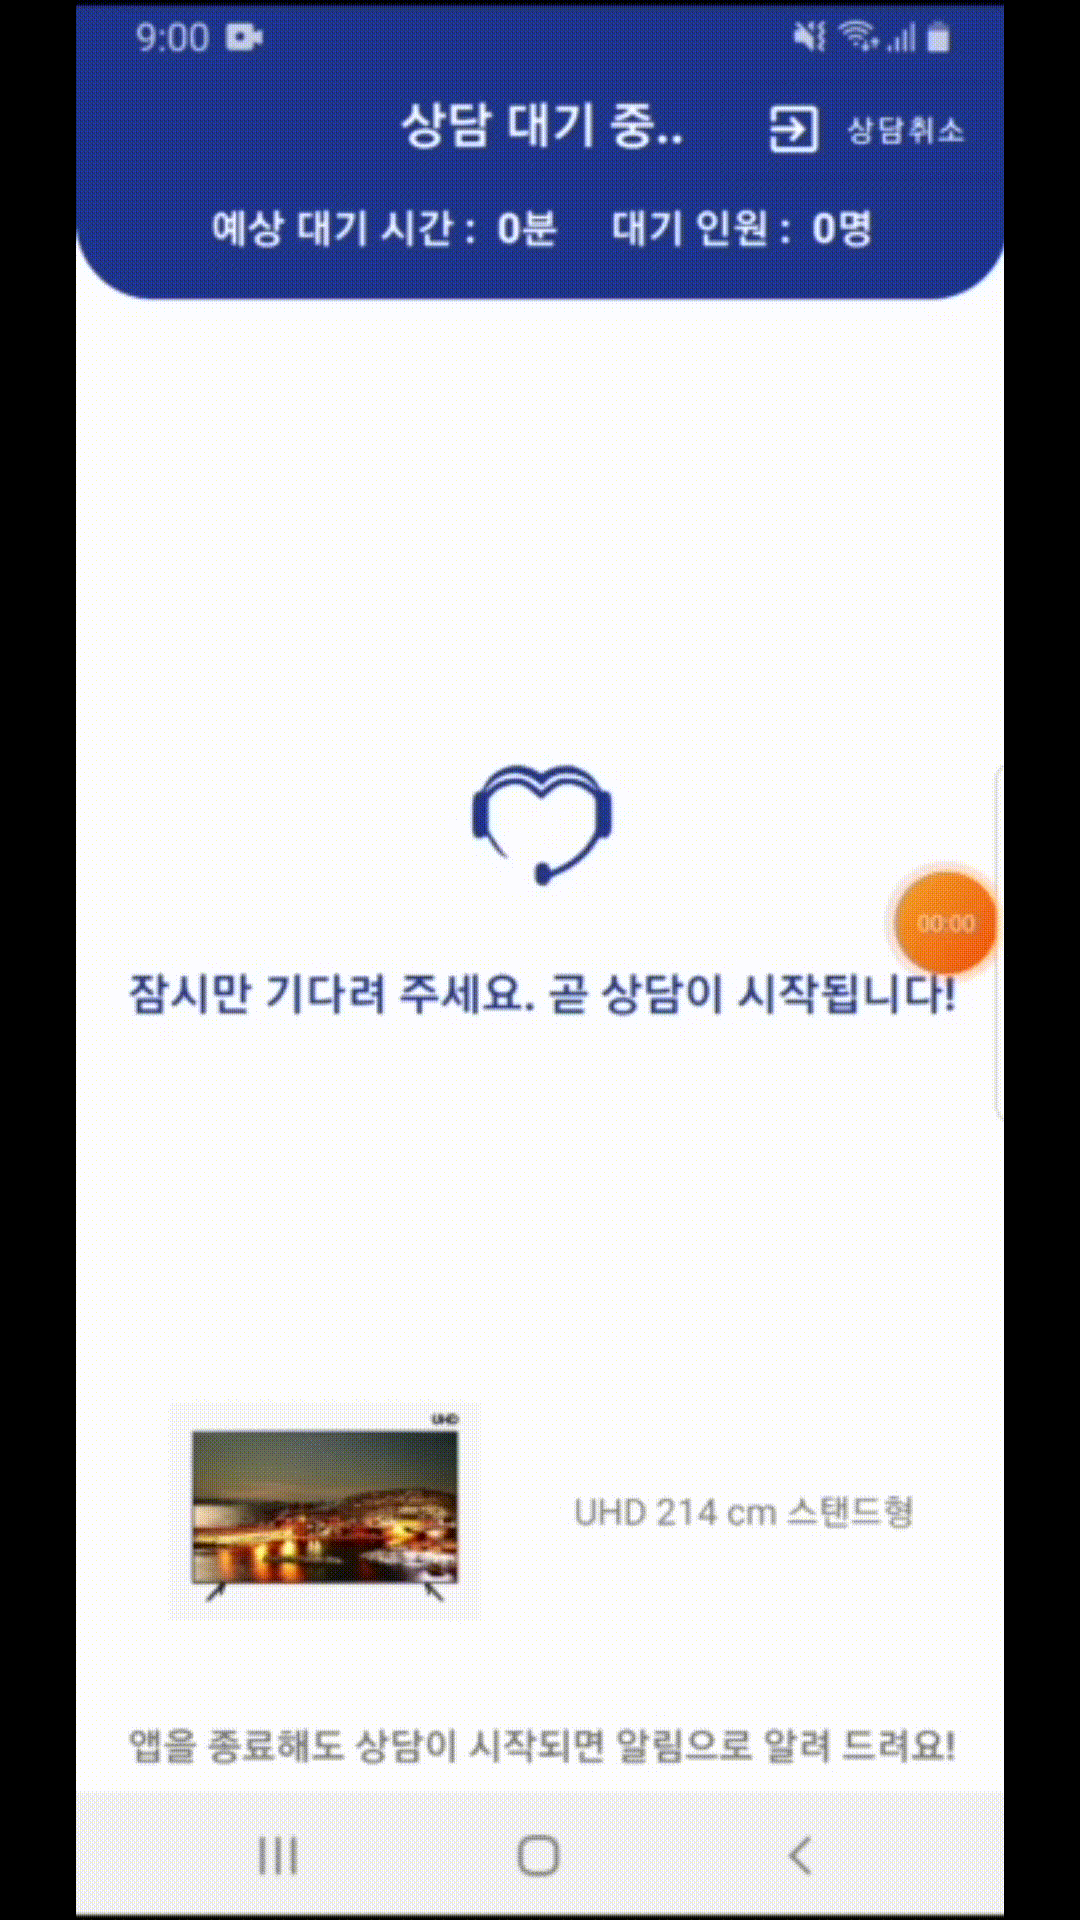 9:00
상담 대기 중..
상담취소
예상 대기 시간 : 0분 대기 인원 : 0명
00:00
잠시만 기다려 주세요. 곧 상담이 시작됩니다!
UHD
UHD 214 cm 스탠드형
앱을 종료해도 상담이 시작되면 알림으로 알려 드려요!